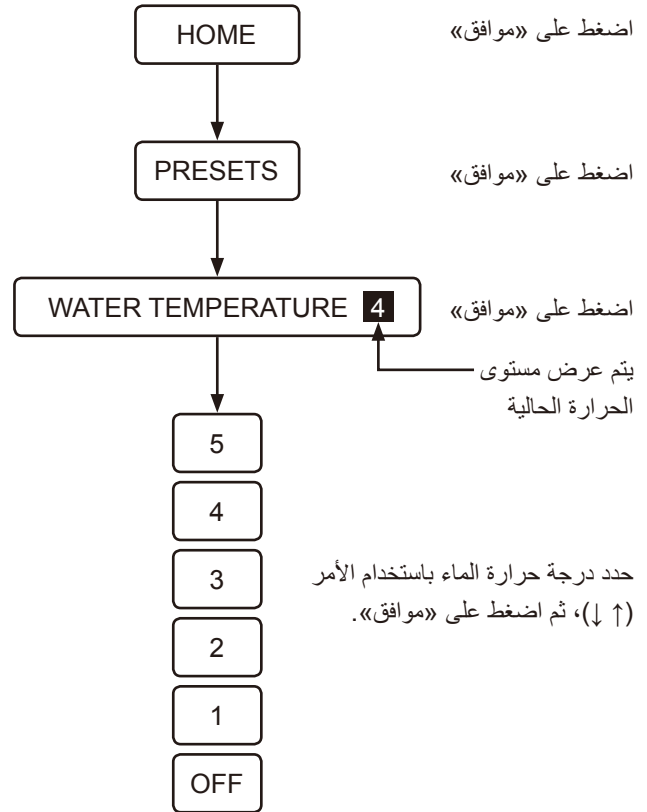 HOME
اضغط على «موافق»
PRESETS
اضغط على «موافق»
WATER TEMPERATURE 4
اضغط على «موافق»
يتم عرض مستوى
الحرارة الحالية
5
4
3
حدد درجة حرارة الماء باستخدام الأمر
(↑ ↓)، ثم اضغط على «موافق».
2
1
OFF